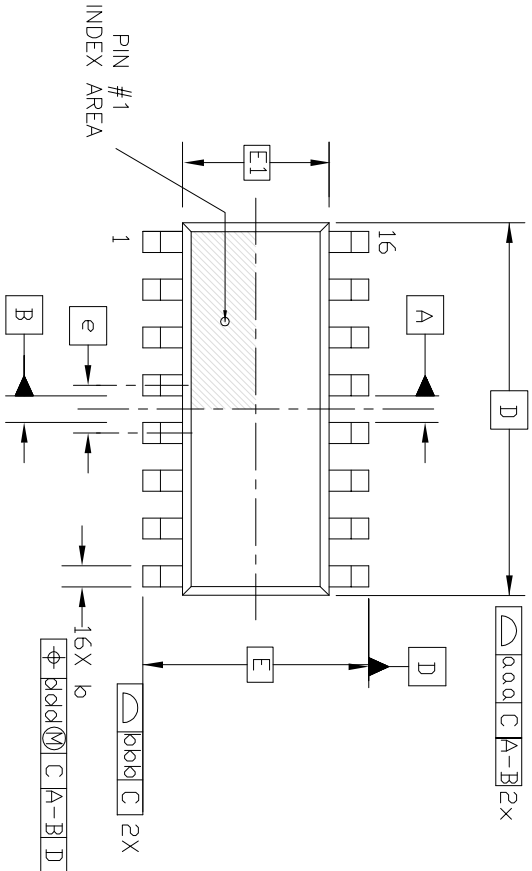 PIN #1
INDEX AREA
E1
1
16
B
e
A
D
E
D
16X b
⌓ aaa C A-B 2x
⌓ bbb C 2X
⌖ ddd Ⓜ C A-B D